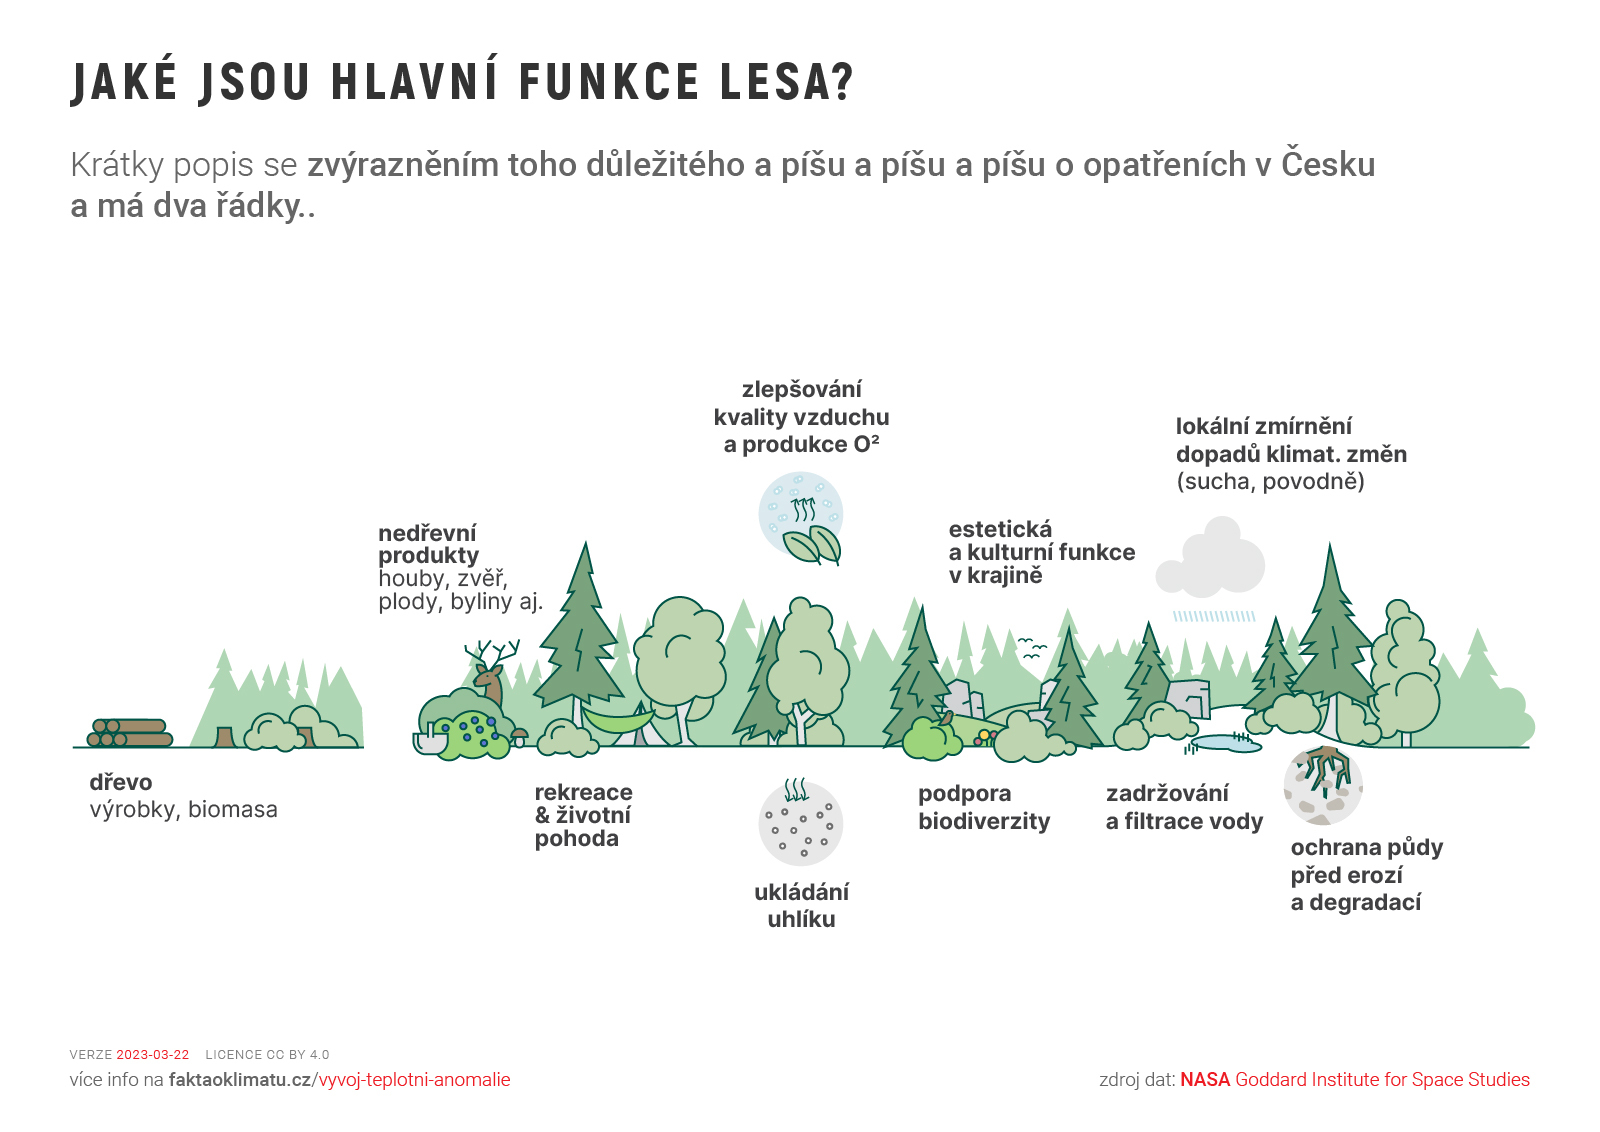 JAKÉ JSOU HLAVNÍ FUNKCE LESA?
Krátky popis se zvýrazněním toho důležitého a píšu a píšu a píšu o opatřeních v Česku
a má dva řádky..
zlepšování
kvality vzduchu
a produkce O²
lokální zmírnění
dopadů klimat. změn
(sucha, povodně)
nedřevní
produkty
houby, zvěř,
plody, byliny aj.
estetická
a kulturní funkce
v krajině
dřevo
výrobky, biomasa
rekreace
& životní
pohoda
ukládání
uhlíku
podpora
biodiverzity
zadržování
a filtrace vody
ochrana půdy
před erozí
a degradací
VERZE 2023-03-22 LICENCE CC BY 4.0
více info na faktaoklimatu.cz/vyvoj-teplotni-anomalie
zdroj dat: NASA Goddard Institute for Space Studies